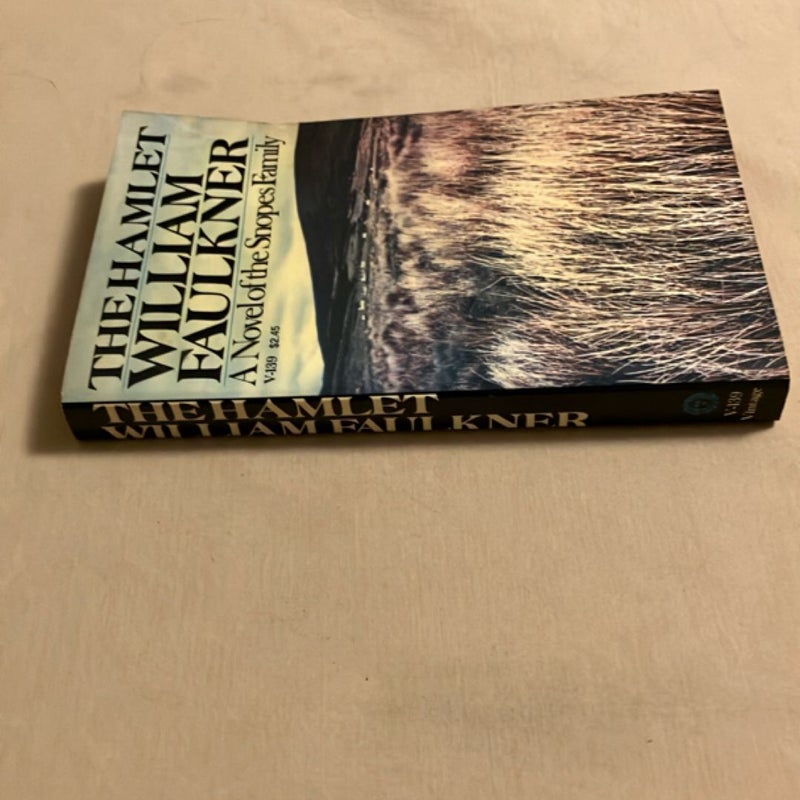 THE HAMLET
WILLIAM
FAULKNER
A Novel of the Snopes Family
V-139 $2.45
THE HAMLET
WILLIAM FAULKNER
V-139
Vintage